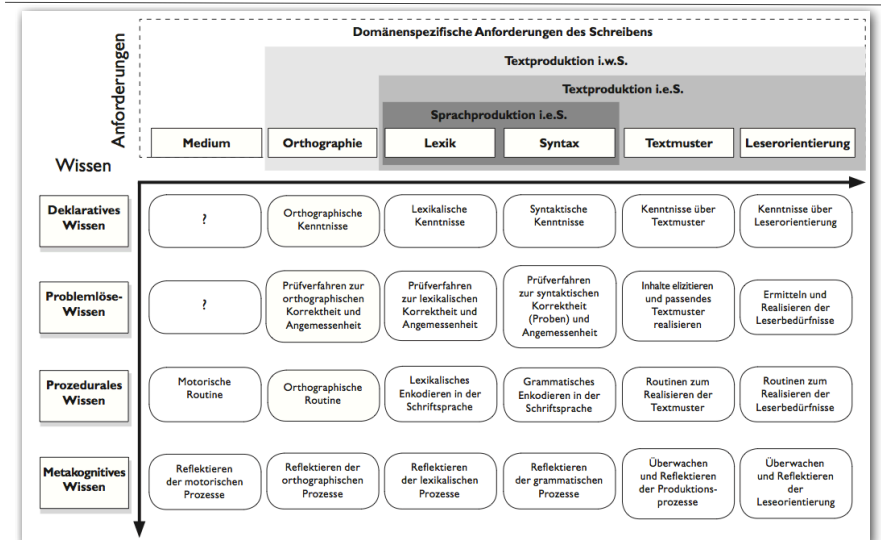 Domänenspezifische Anforderungen des Schreibens
Textproduktion i.w.S.
Textproduktion i.e.S.
Sprachproduktion i.e.S.
Anforderungen
Medium
Orthographie
Lexik
Syntax
Textmuster
Leserorientierung
Wissen
Deklaratives
Wissen
?
Orthographische
Kenntnisse
Lexikalische
Kenntnisse
Syntaktische
Kenntnisse
Kenntnisse über
Textmuster
Kenntnisse über
Leserorientierung
Problemlöse-
Wissen
?
Prüfverfahren zur
orthographischen
Korrektheit und
Angemessenheit
Prüfverfahren
zur lexikalischen
Korrektheit und
Angemessenheit
Prüfverfahren
zur syntaktischen
Korrektheit
(Proben) und
Angemessenheit
Inhalte elizitieren
und passendes
Textmuster
realisieren
Ermitteln und
Realisieren der
Leserbedürfnisse
Prozedurales
Wissen
Motorische
Routine
Orthographische
Routine
Lexikalisches
Enkodieren in der
Schriftsprache
Grammatisches
Enkodieren in der
Schriftsprache
Routinen zum
Realisieren der
Textmuster
Routinen zum
Realisieren der
Leserbedürfnisse
Metakognitives
Wissen
Reflektieren
der motorischen
Prozesse
Reflektieren der
orthographischen
Prozesse
Reflektieren
der lexikalischen
Prozesse
Reflektieren
der grammatischen
Prozesse
Überwachen
und Reflektieren
der Produktions-
prozesse
Überwachen
und Reflektieren
der
Leseorientierung